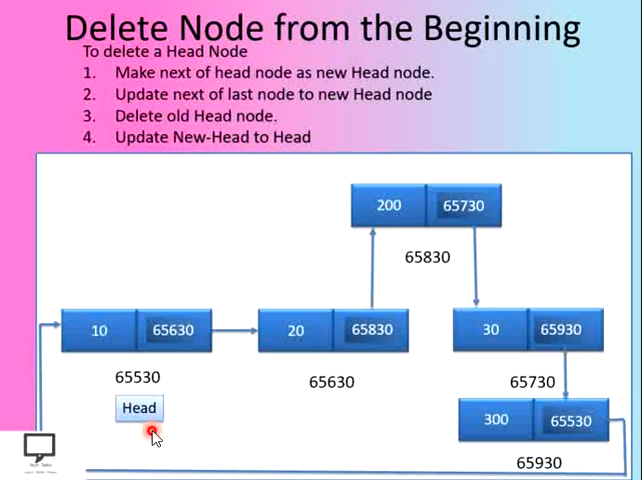 Delete Node from the Beginning
To delete a Head Node
1. Make next of head node as new Head node.
2. Update next of last node to new Head node
3. Delete old Head node.
4. Update New-Head to Head
200 65730
65830
10 65630
20 65830
30 65930
65530
65630
65730
Head
300 65530
65930
Tech Talks